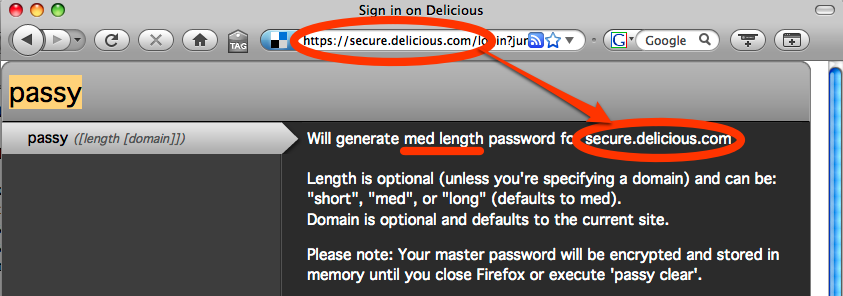 Sign in on Delicious
TAG
https://secure.delicious.com/login?jur
G
Google
passy
passy ([length [domain]])
Will generate med length password for secure.delicious.com
Length is optional (unless you're specifying a domain) and can be:
"short", "med", or "long" (defaults to med).
Domain is optional and defaults to the current site.
Please note: Your master password will be encrypted and stored in
memory until you close Firefox or execute 'passy clear'.